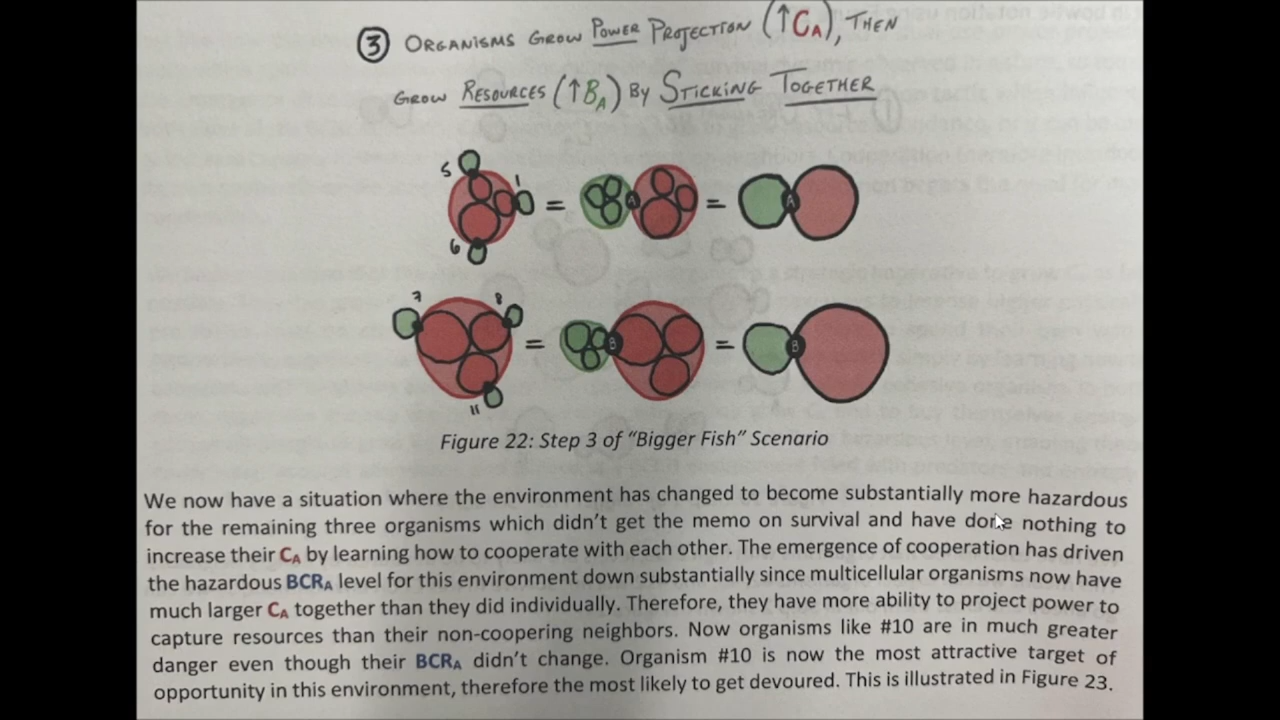 ③ ORGANISMS GROW POWER PROJECTION (↑CA), THEN
GROW RESOURCES (↑BA) BY STICKING TOGETHER
5
1
= A = A
6
7
8
= B = B
11
Figure 22: Step 3 of "Bigger Fish" Scenario
We now have a situation where the environment has changed to become substantially more hazardous
for the remaining three organisms which didn't get the memo on survival and have done nothing to
increase their CA by learning how to cooperate with each other. The emergence of cooperation has driven
the hazardous BCRA level for this environment down substantially since multicellular organisms now have
much larger CA together than they did individually. Therefore, they have more ability to project power to
capture resources than their non-coopering neighbors. Now organisms like #10 are in much greater
danger even though their BCRA didn't change. Organism #10 is now the most attractive target of
opportunity in this environment, therefore the most likely to get devoured. This is illustrated in Figure 23.